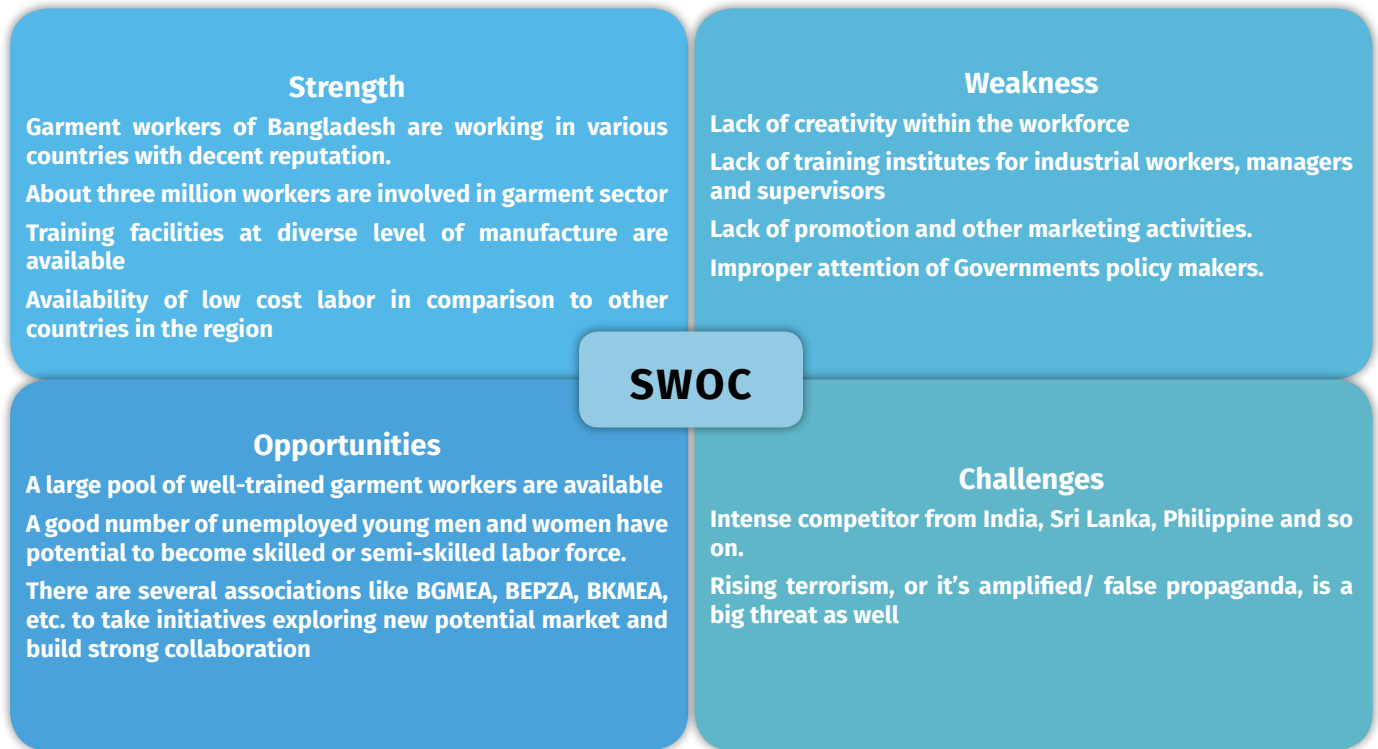 Strength
Garment workers of Bangladesh are working in various
countries with decent reputation.
About three million workers are involved in garment sector
Training facilities at diverse level of manufacture are
available
Availability of low cost labor in comparison to other
countries in the region
Weakness
Lack of creativity within the workforce
Lack of training institutes for industrial workers, managers
and supervisors
Lack of promotion and other marketing activities.
Improper attention of Governments policy makers.
SWOC
Opportunities
A large pool of well-trained garment workers are available
A good number of unemployed young men and women have
potential to become skilled or semi-skilled labor force.
There are several associations like BGMEA, BEPZA, BKMEA,
etc. to take initiatives exploring new potential market and
build strong collaboration
Challenges
Intense competitor from India, Sri Lanka, Philippine and so
on.
Rising terrorism, or it's amplified/ false propaganda, is a
big threat as well